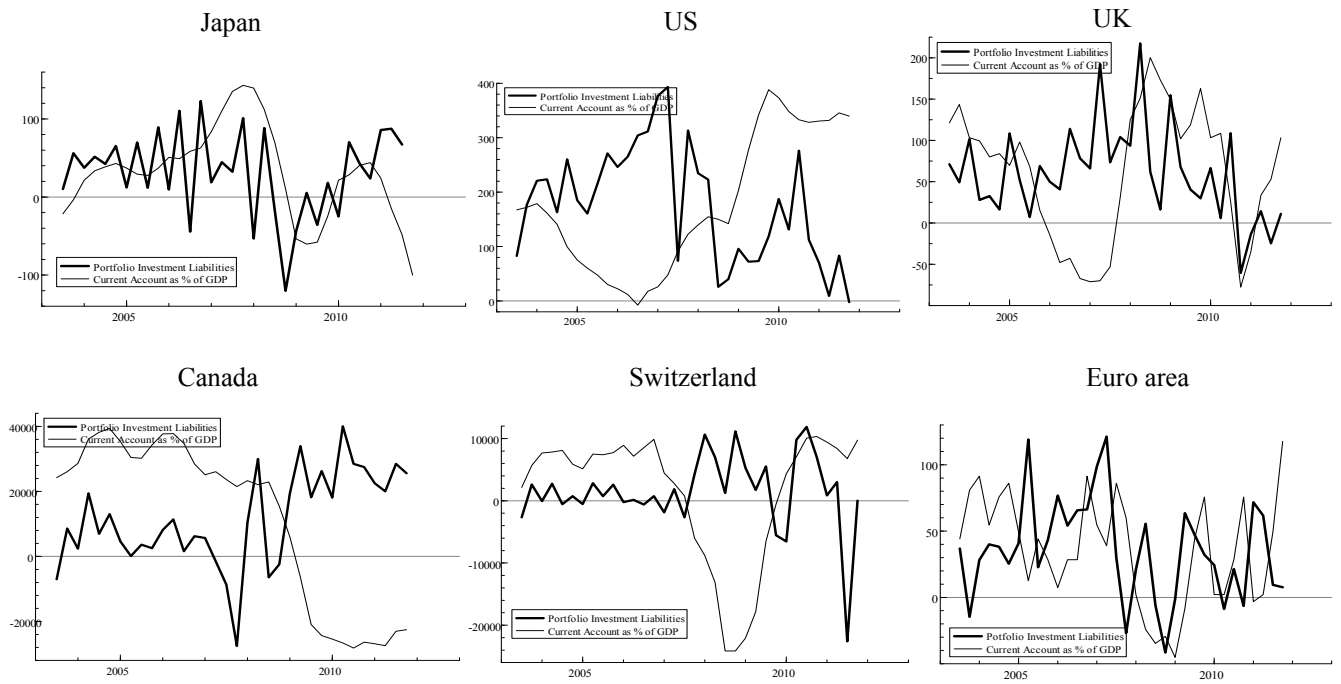 Japan
100
0
-100
Portfolio Investment Liabilities
Current Account as % of GDP
2005
2010
US
400
300
200
100
0
Portfolio Investment Liabilities
Current Account as % of GDP
2005
2010
UK
200
150
100
50
0
-50
Portfolio Investment Liabilities
Current Account as % of GDP
2005
2010
Canada
40000
20000
0
-20000
Portfolio Investment Liabilities
Current Account as % of GDP
2005
2010
Switzerland
10000
0
-10000
-20000
Portfolio Investment Liabilities
Current Account as % of GDP
2005
2010
Euro area
100
50
0
Potfolio Investment Liabilities
Current Account as % of GDP
2005
2010